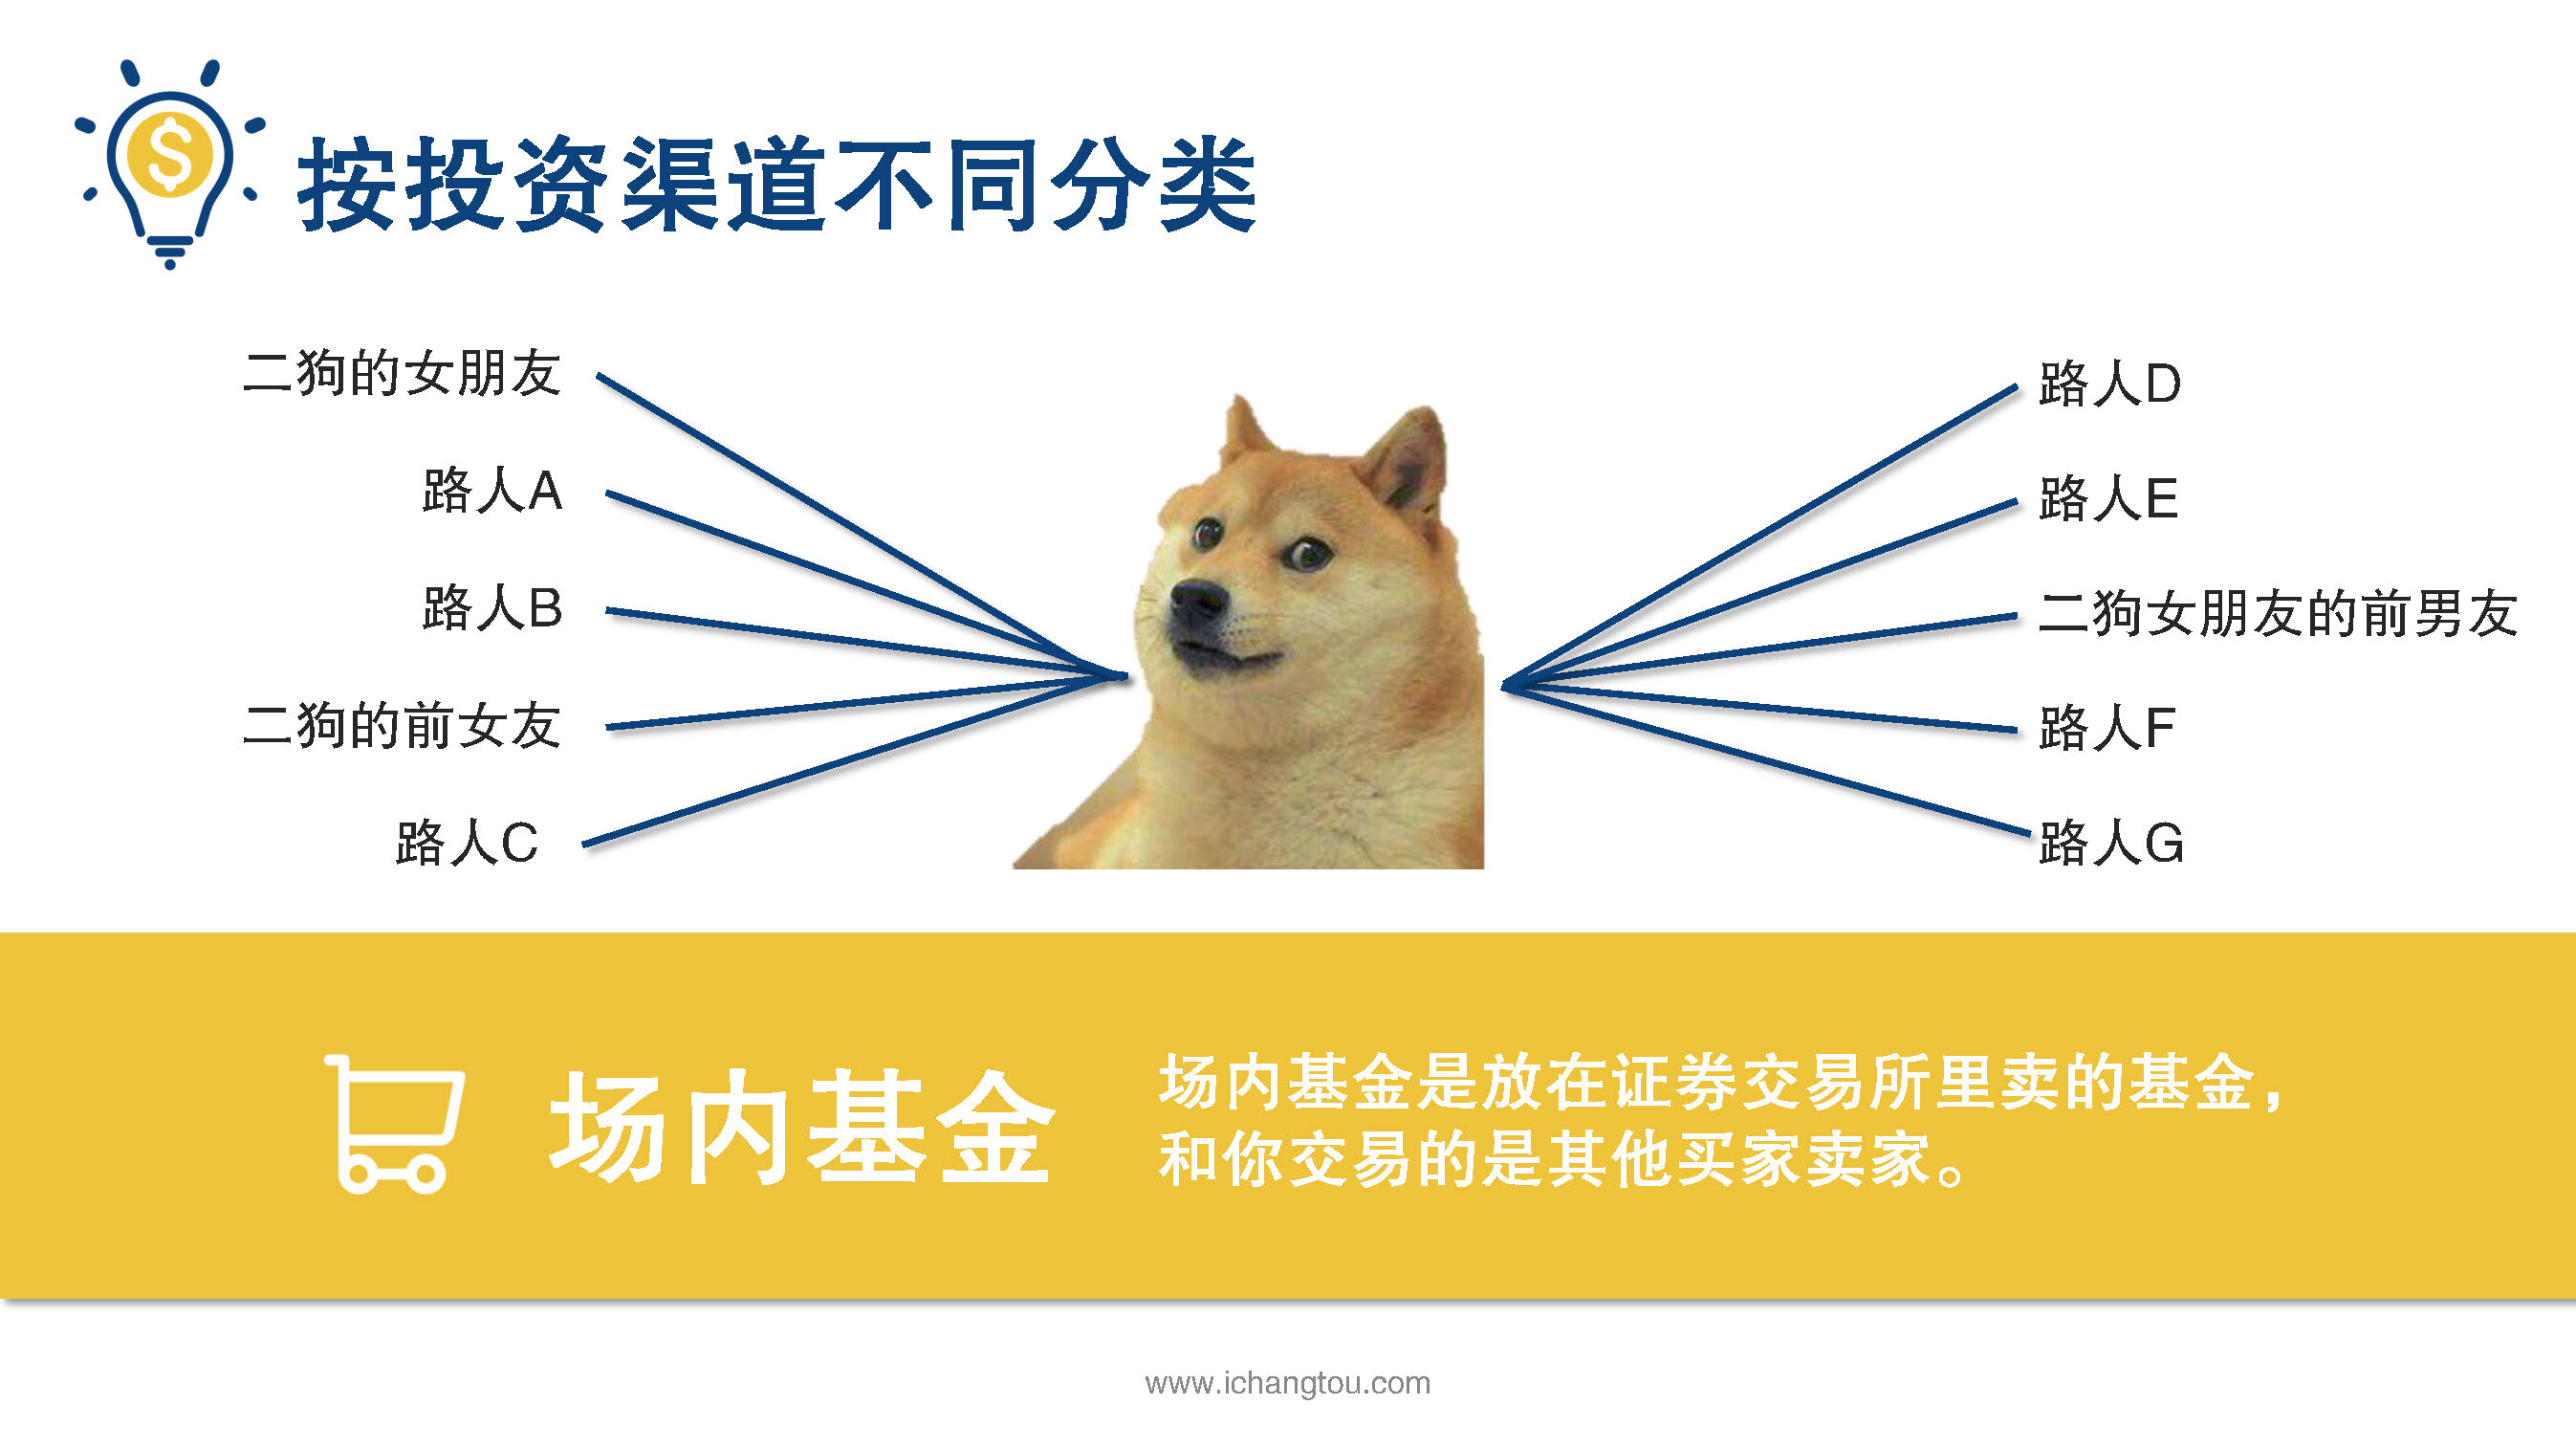 按投资渠道不同分类
二狗的女朋友
路人A
路人B
二狗的前女友
路人C
路人D
路人E
二狗女朋友的前男友
路人F
路人G
场内基金
场内基金是放在证券交易所里卖的基金，
和你交易的是其他买家卖家。
www.ichangtou.com